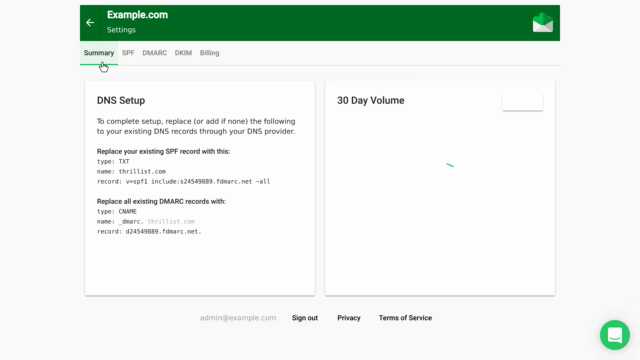 Example.com
Settings
Summary SPF DMARC DKIM Billing
DNS Setup
To complete setup, replace (or add if none) the following
to your existing DNS records through your DNS provider.
Replace your existing SPF record with this:
type: TXT
name: thrillist.com
record: v=spf1 include:s24549889.fdmarc.net ~all
Replace all existing DMARC records with:
type: CNAME
name: _dmarc. thrillist.com
record: d24549889.fdmarc.net.
30 Day Volume
admin@example.com Sign out Privacy Terms of Service